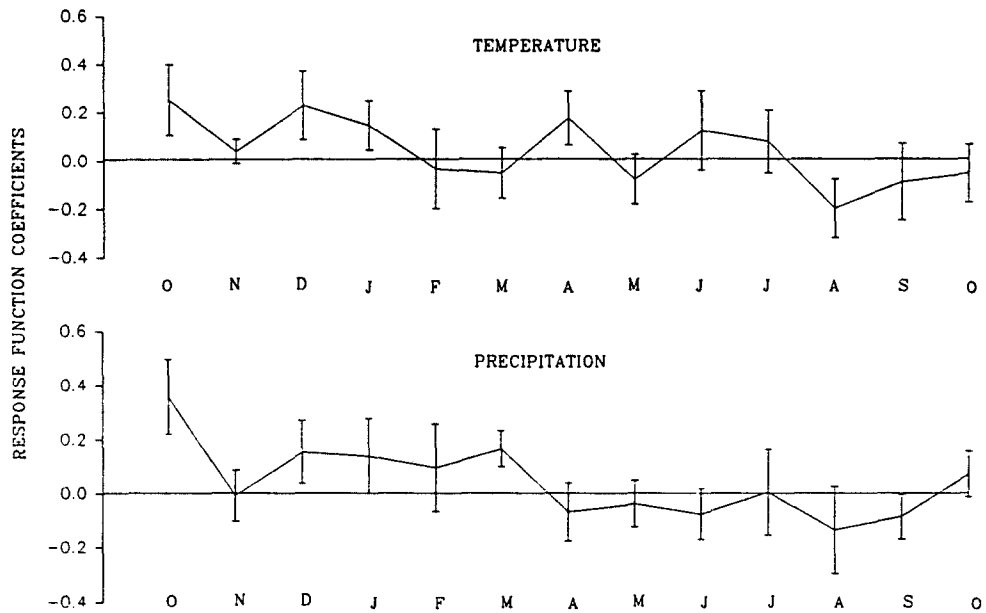 RESPONSE FUNCTION COEFFICIENTS
TEMPERATURE
0.6
0.4
0.2
0.0
−0.2
−0.4
O N D J F M A M J J A S O
PRECIPITATION
0.6
0.4
0.2
0.0
−0.2
−0.4
O N D J F M A M J J A S O